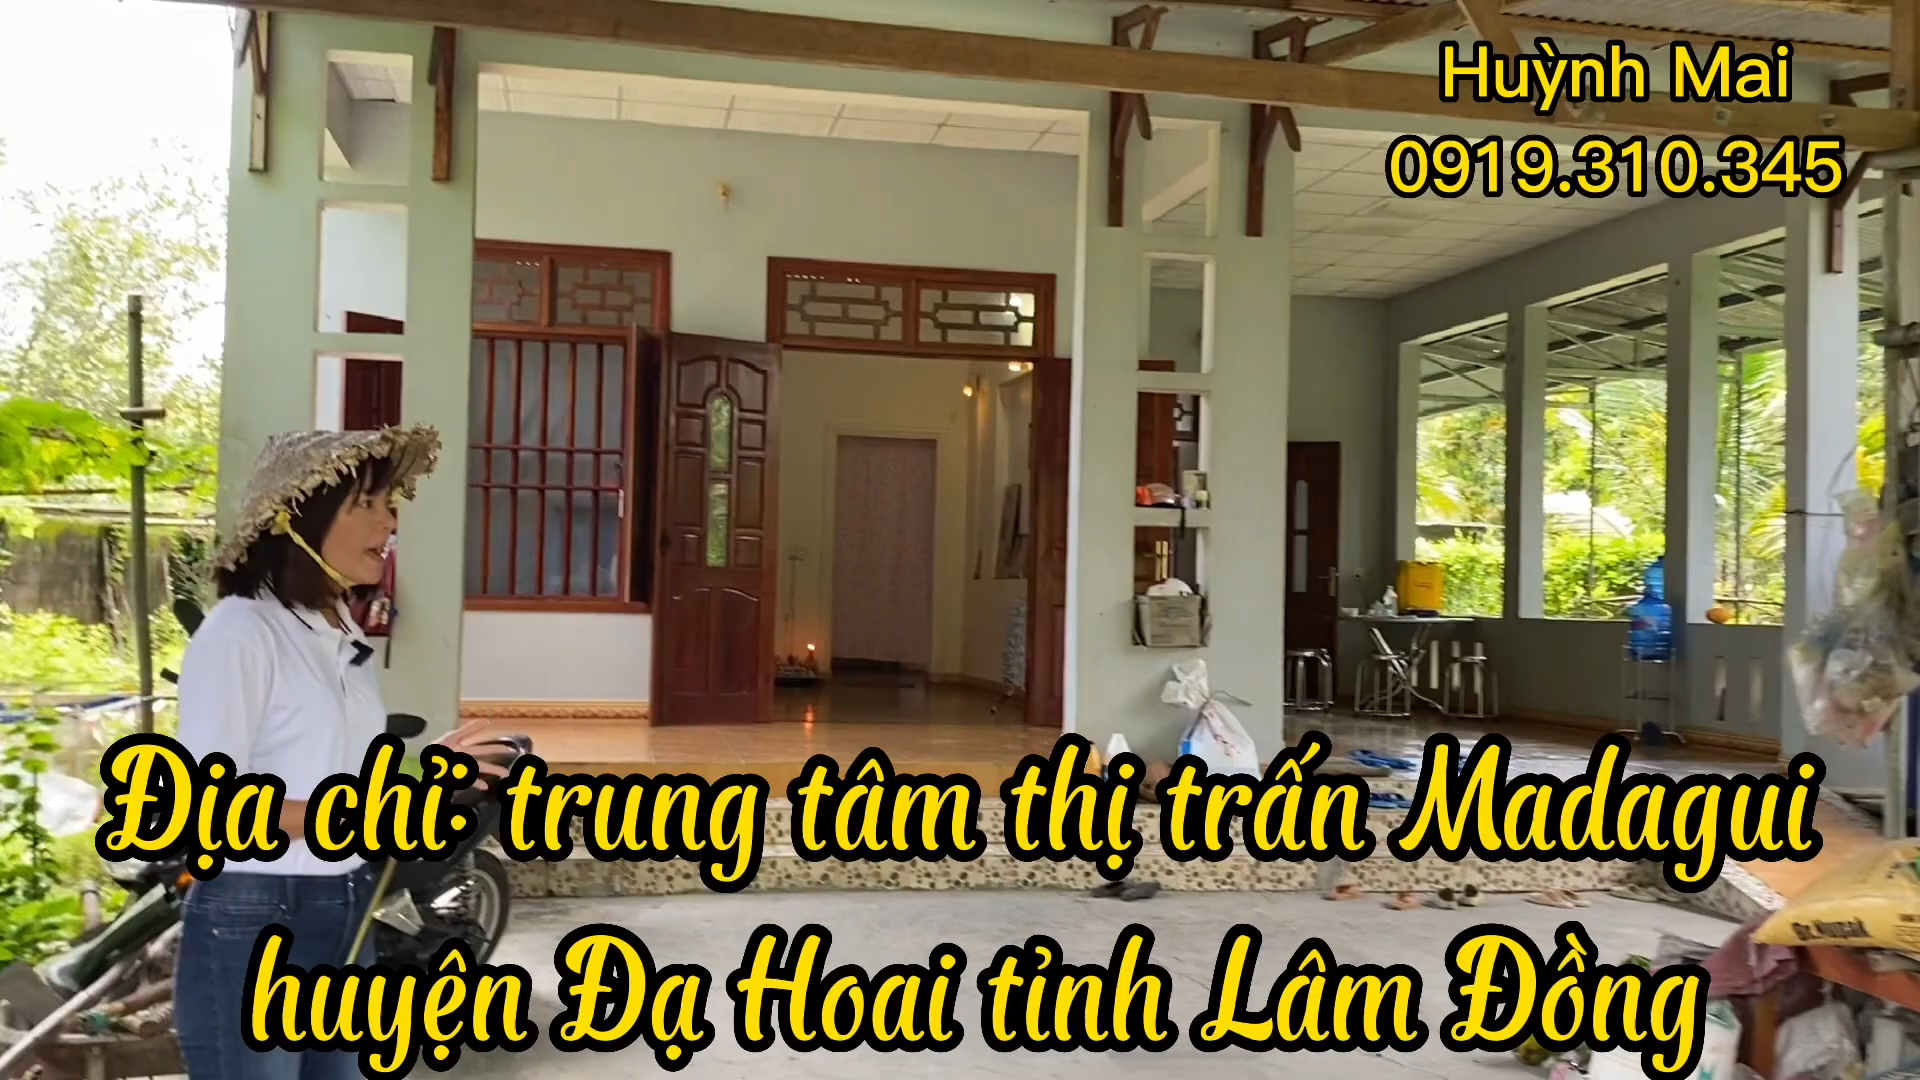 Huỳnh Mai
0919.310.345
Địa chỉ: trung tâm thị trấn Madagui
huyện Đạ Hoai tỉnh Lâm Đồng